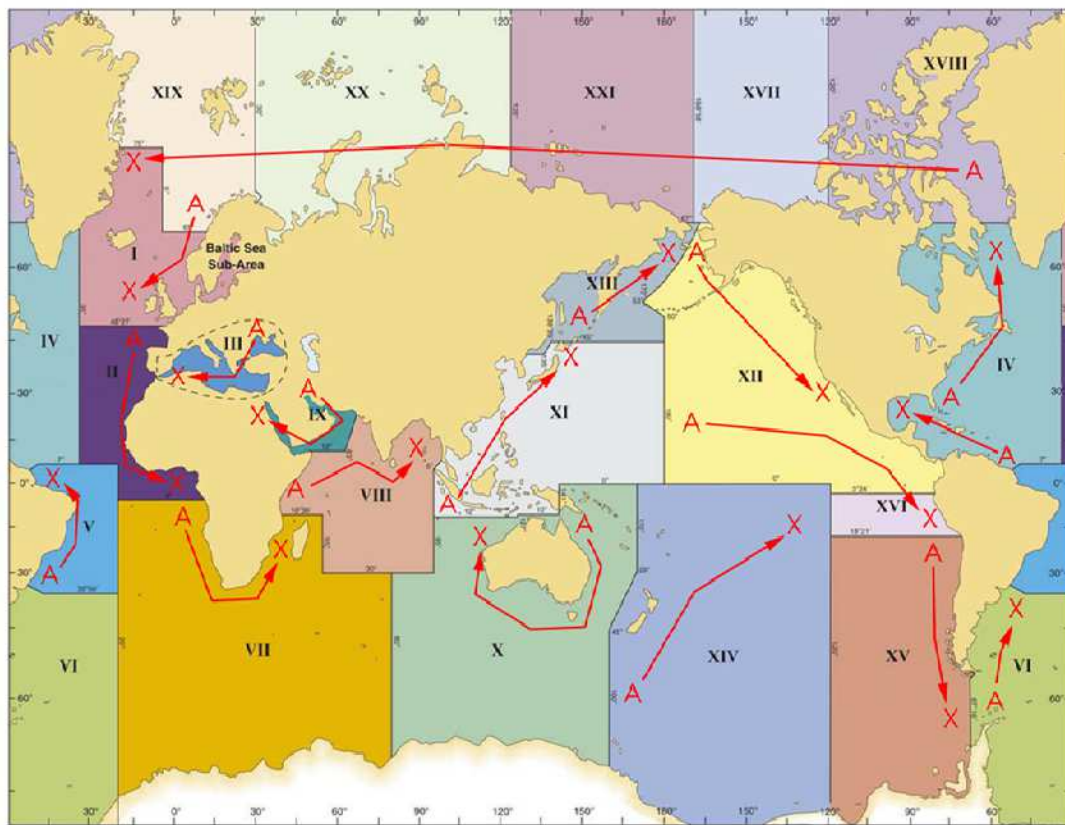 30° 0° 30° 60° 90° 120° 150° 180° 150° 120° 90° 60°
XVIII
XIX XX XXI XVII
75°
X
A
A
I
Baltic Sea
Sub-Area
60° 60°
X
X
A
X
XIII
A
IV
A
III
A
II
X
IV
30° 30°
A
IX
X
X
A
X
XII
A
XI
X
A
X
VIII
A
A
0° 0°
X
X
XVI
V
A
A
X
X
X
A
30° 30°
A
X
VI VII X XIV XV VI
60° 60°
A
A
X
30° 0° 30° 60° 90° 120° 150° 180° 150° 120° 90° 60°